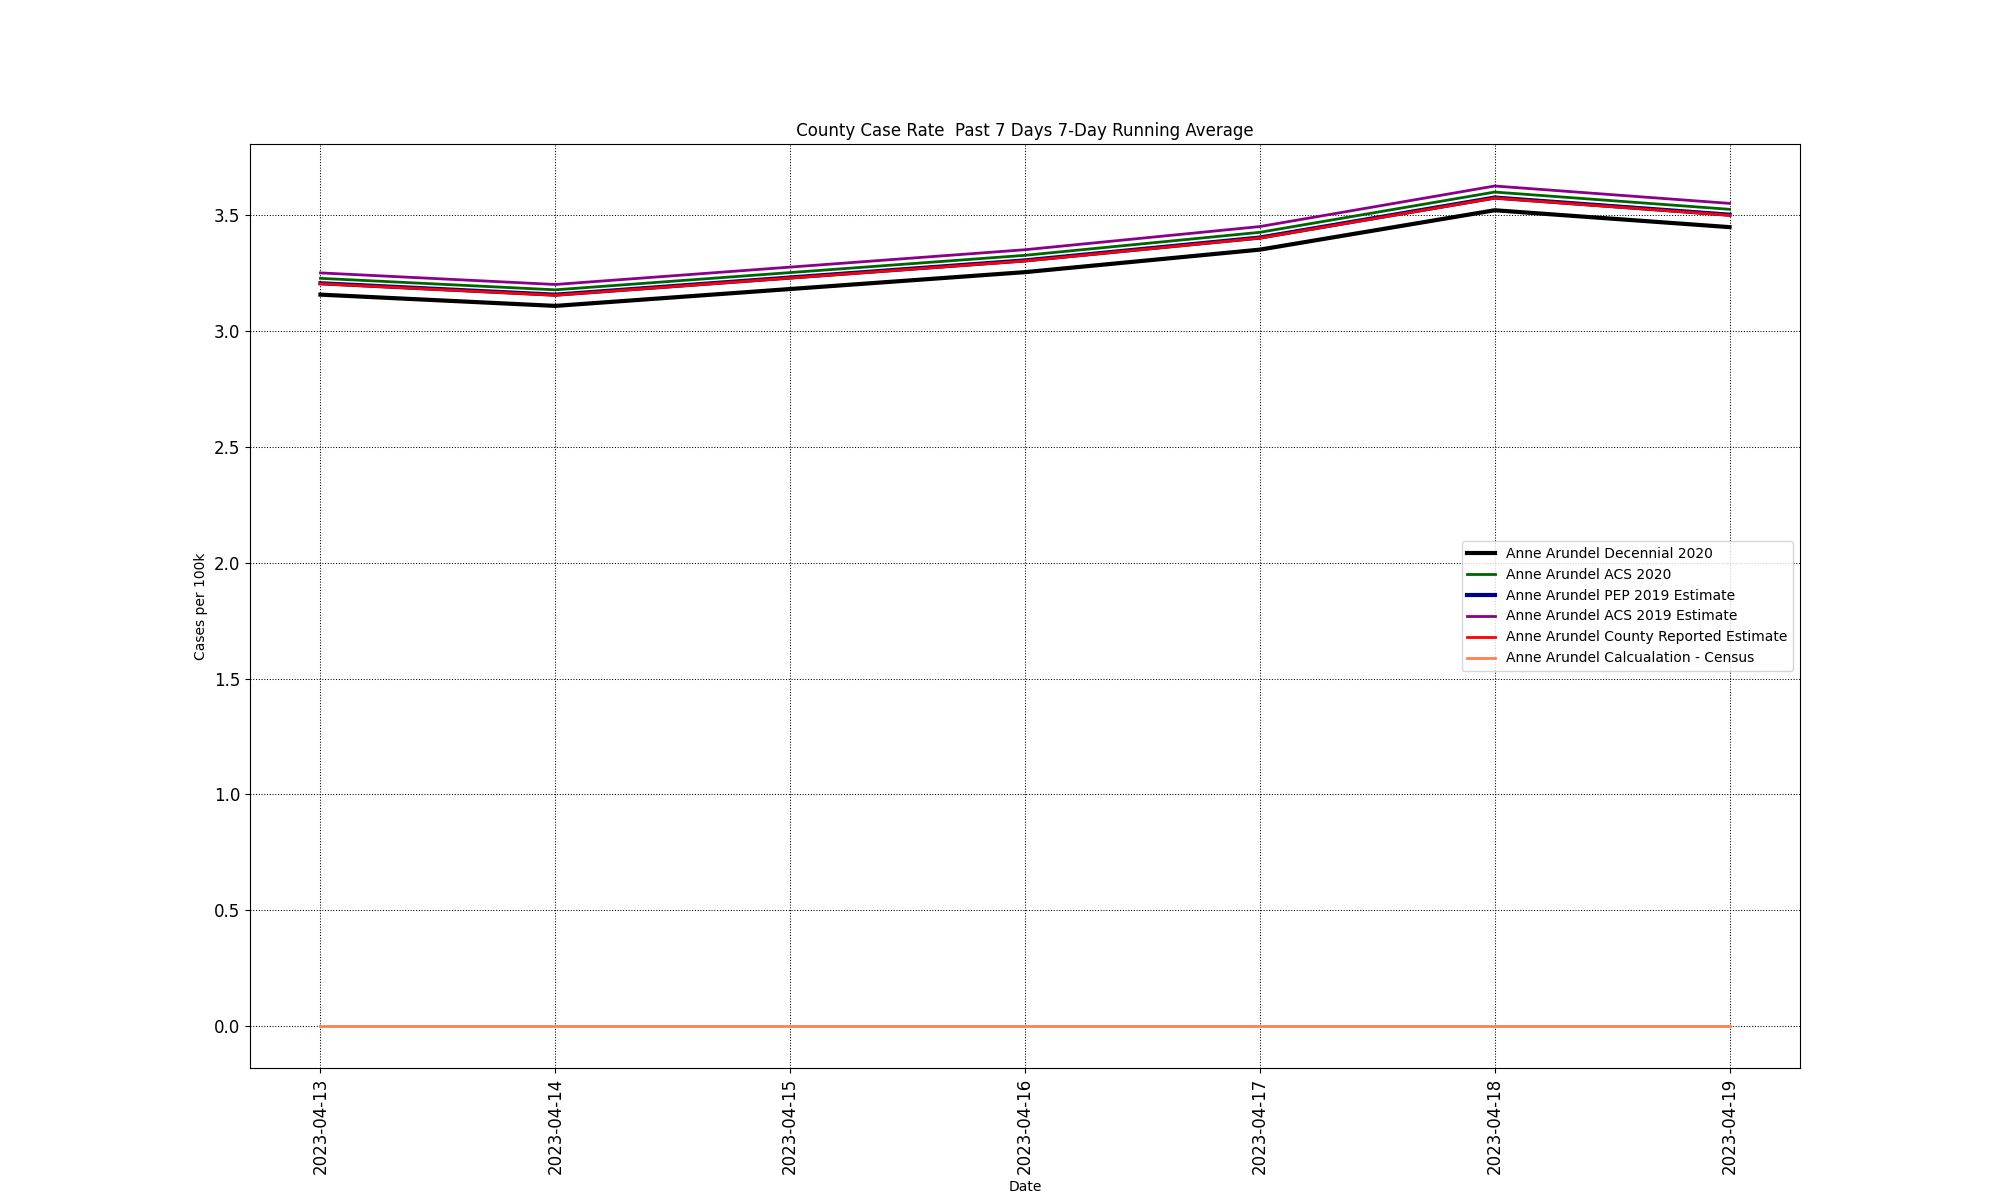 County Case Rate  Past 7 Days 7-Day Running Average
Cases per 100k
3.5
3.0
2.5
2.0
1.5
1.0
0.5
0.0
Anne Arundel Decennial 2020
Anne Arundel ACS 2020
Anne Arundel PEP 2019 Estimate
Anne Arundel ACS 2019 Estimate
Anne Arundel County Reported Estimate
Anne Arundel Calcualation - Census
2023-04-13
2023-04-14
2023-04-15
2023-04-16
2023-04-17
2023-04-18
2023-04-19
Date